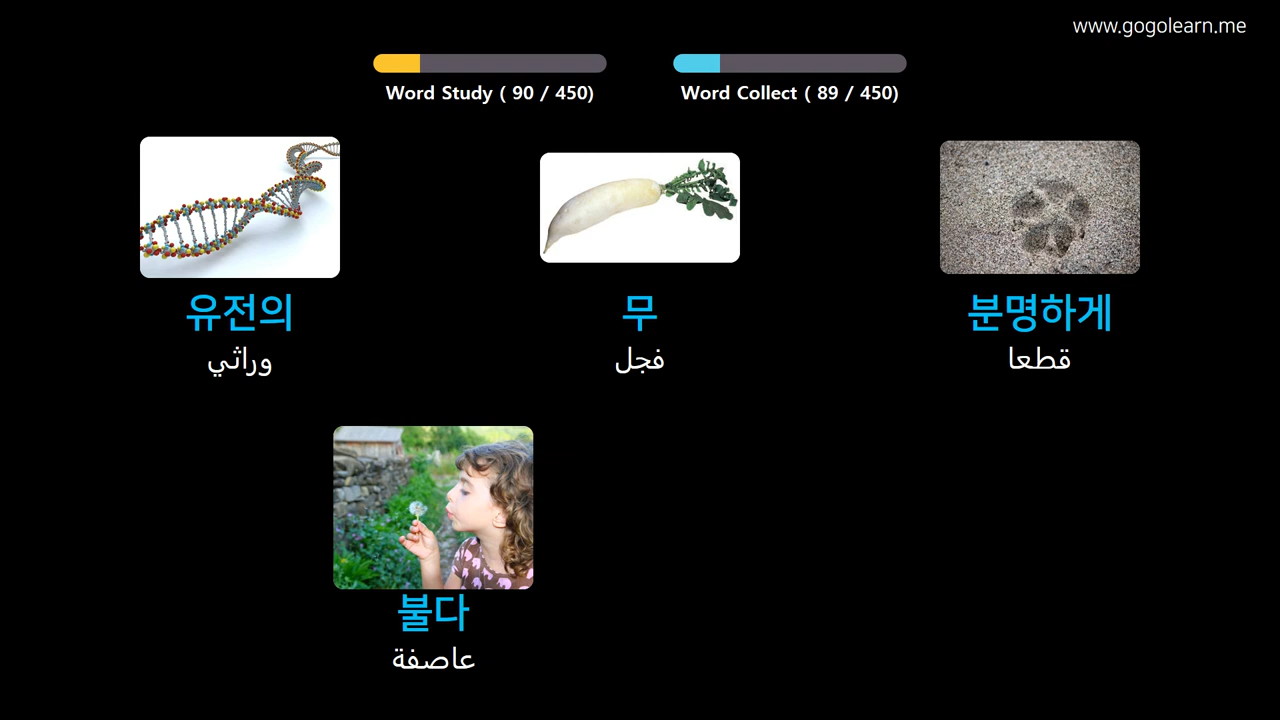 www.gogolearn.me
Word Study ( 90 / 450)
Word Collect ( 89 / 450)
유전의
وراثي
무
فجل
분명하게
قطعا
불다
عاصفة